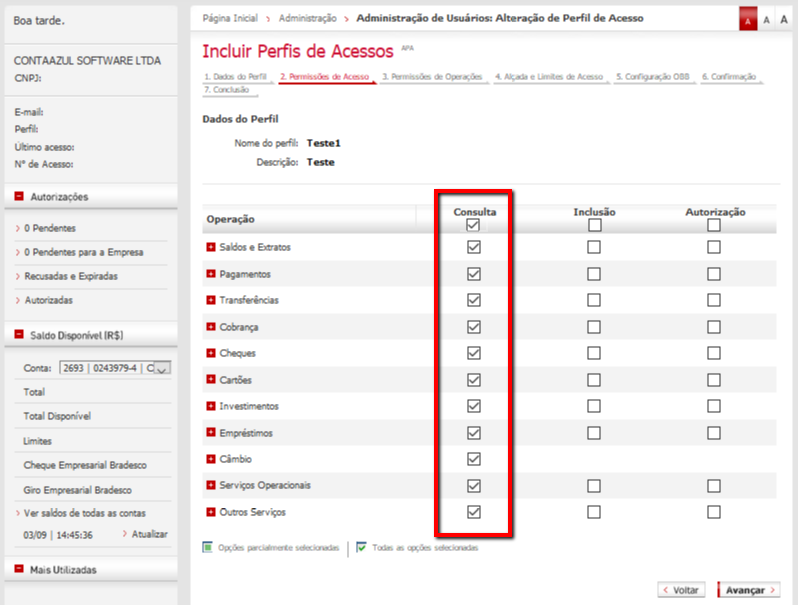 Boa tarde.
CONTAAZUL SOFTWARE LTDA
CNPJ:
E-mail:
Perfil:
Último acesso:
N° de Acesso:
Autorizações
0 Pendentes
0 Pendentes para a Empresa
Recusadas e Expiradas
Autorizadas
Saldo Disponível (R$)
Conta: 2693 | 0243979-4 | C
Total
Total Disponível
Limites
Cheque Empresarial Bradesco
Giro Empresarial Bradesco
Ver saldos de todas as contas
03/09 | 14:45:36 Atualizar
Mais Utilizadas
Página Inicial > Administração > Administração de Usuários: Alteração de Perfil de Acesso
A A A
Incluir Perfis de Acessos APA
1. Dados do Perfil 2. Permissões de Acesso 3. Permissões de Operações 4. Alçada e Limites de Acesso 5. Configuração OBB 6. Confirmação
7. Conclusão
Dados do Perfil
Nome do perfil: Teste1
Descrição: Teste
Operação Consulta Inclusão Autorização
Saldos e Extratos
Pagamentos
Transferências
Cobrança
Cheques
Cartões
Investimentos
Empréstimos
Câmbio
Serviços Operacionais
Outros Serviços
Opções parcialmente selecionadas | Todas as opções selecionadas
< Voltar Avançar >